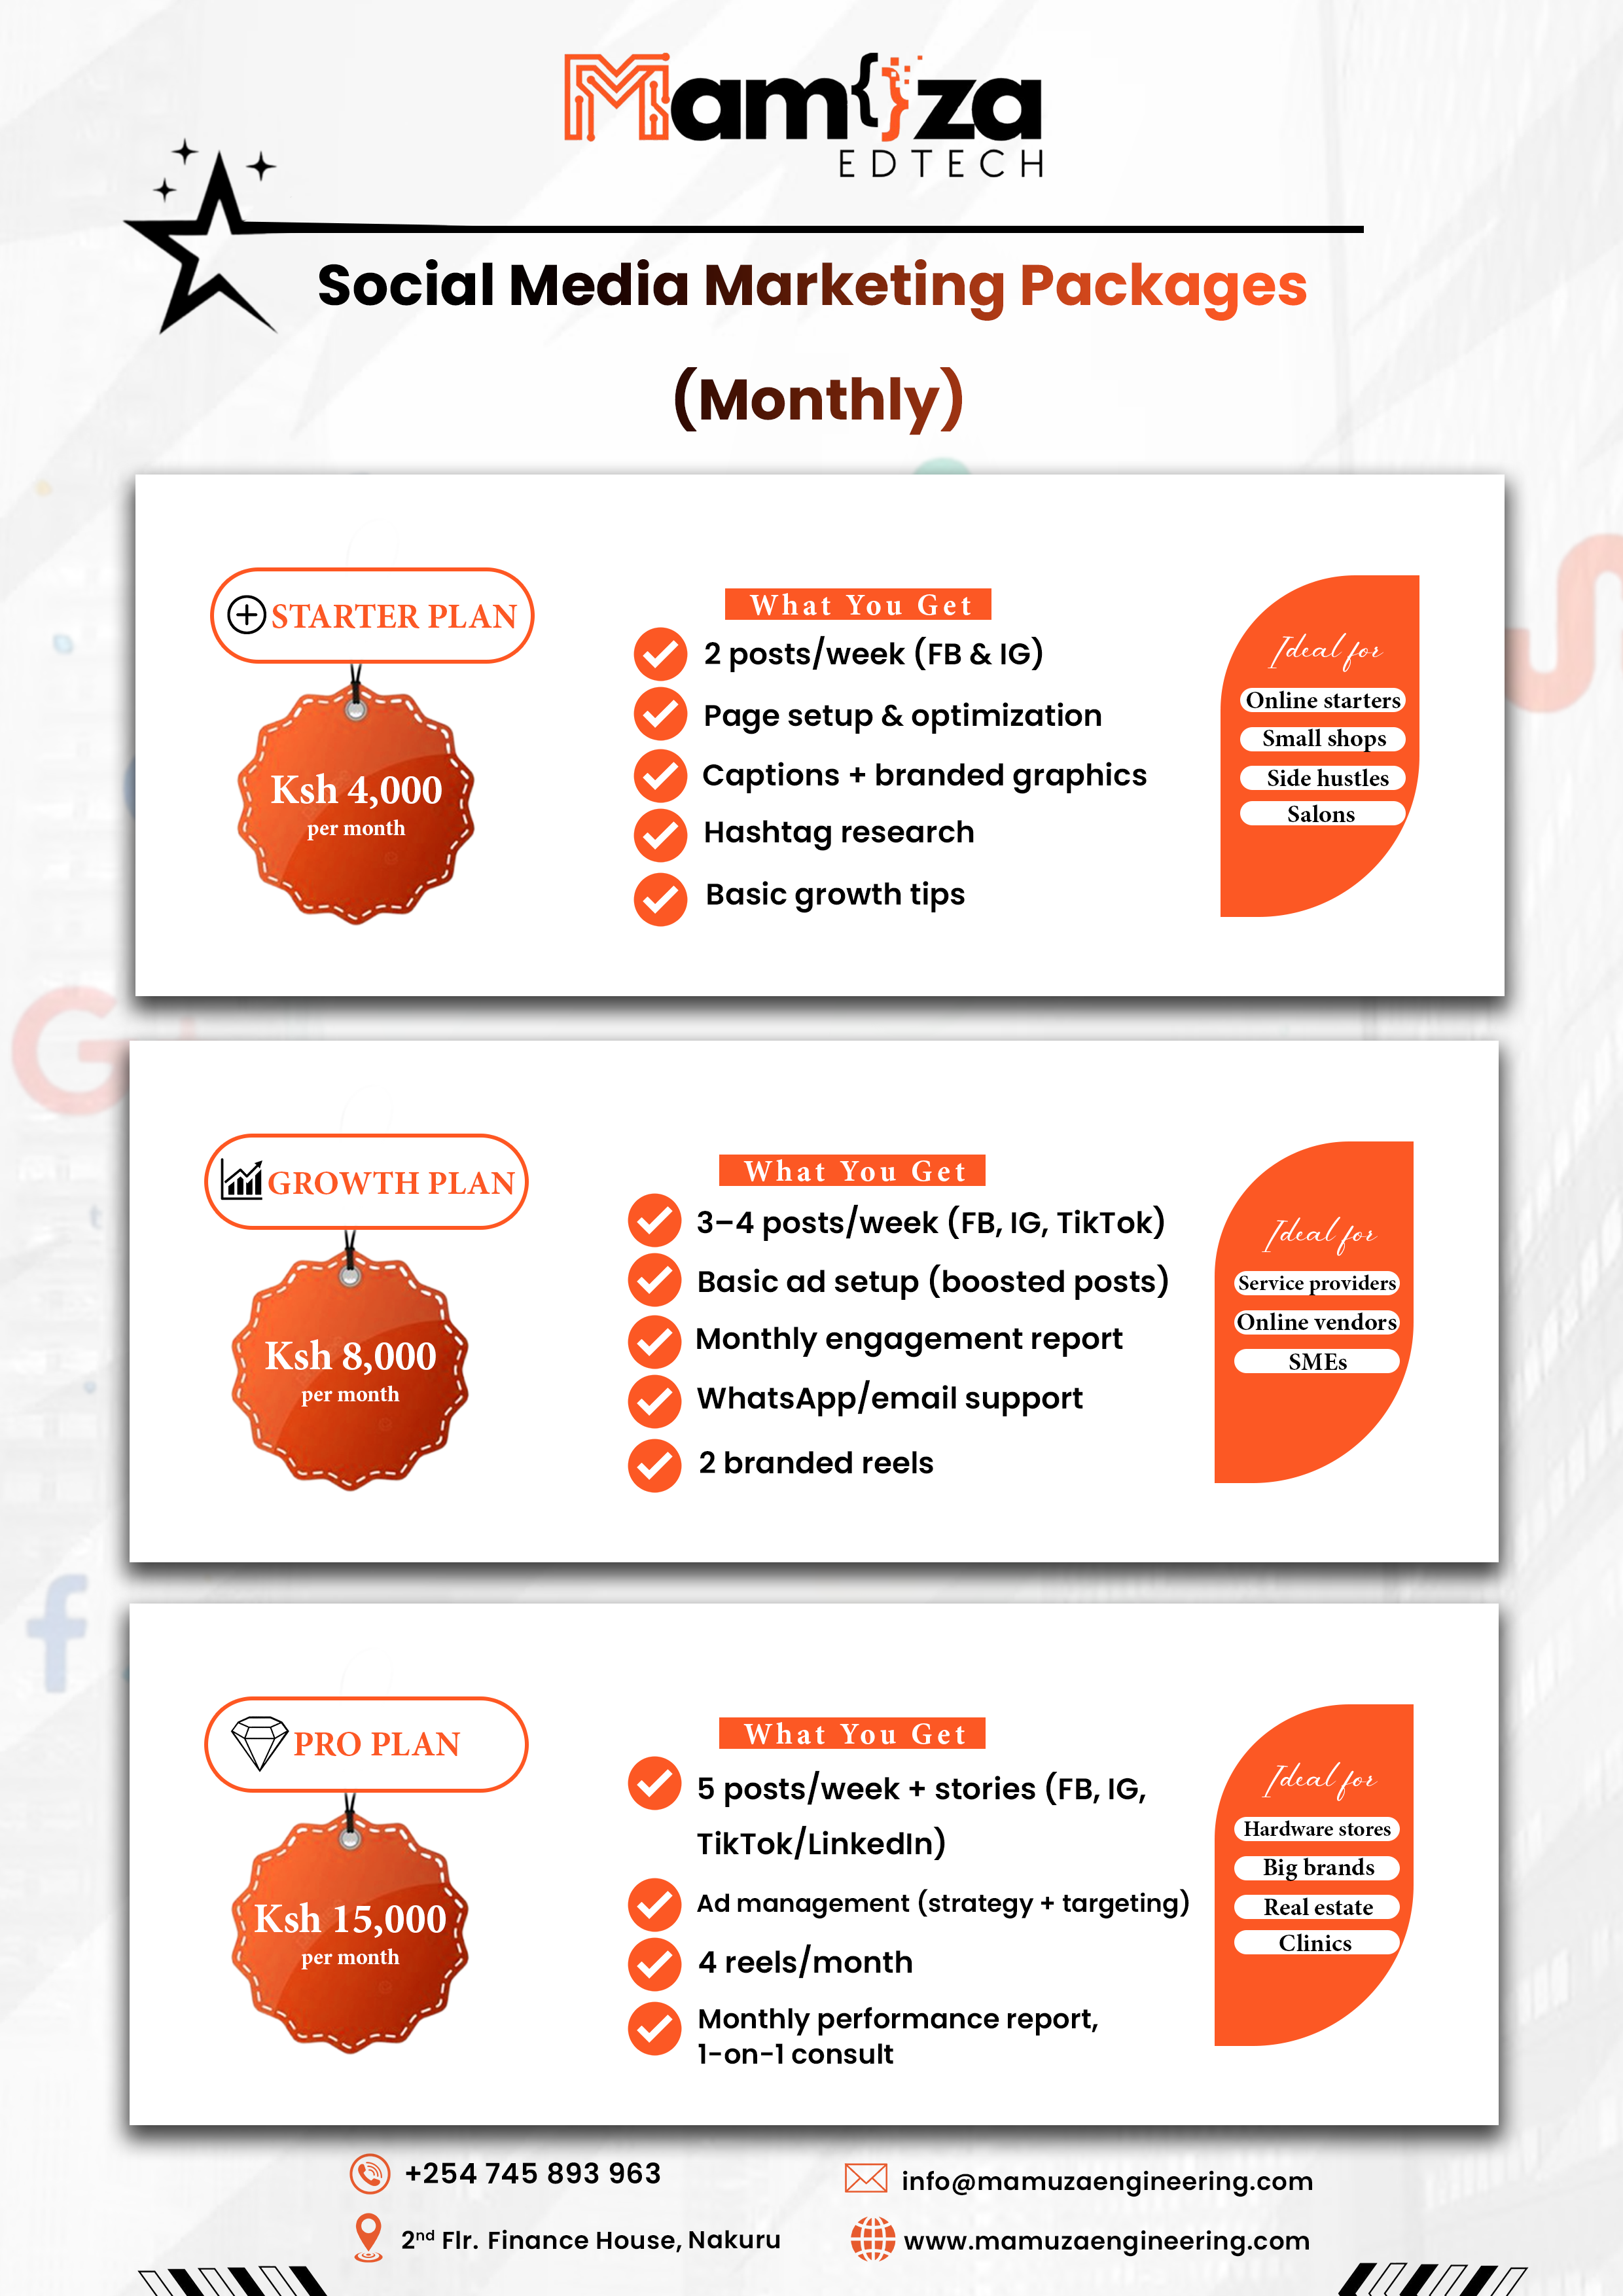 Mam{}za
EDTECH
Social Media Marketing Packages
(Monthly)
STARTER PLAN
Ksh 4,000
per month
What You Get
2 posts/week (FB & IG)
Page setup & optimization
Captions + branded graphics
Hashtag research
Basic growth tips
Ideal for
Online starters
Small shops
Side hustles
Salons
GROWTH PLAN
Ksh 8,000
per month
What You Get
3–4 posts/week (FB, IG, TikTok)
Basic ad setup (boosted posts)
Monthly engagement report
WhatsApp/email support
2 branded reels
Ideal for
Service providers
Online vendors
SMEs
PRO PLAN
Ksh 15,000
per month
What You Get
5 posts/week + stories (FB, IG,
TikTok/LinkedIn)
Ad management (strategy + targeting)
4 reels/month
Monthly performance report,
1-on-1 consult
Ideal for
Hardware stores
Big brands
Real estate
Clinics
+254 745 893 963
info@mamuzaengineering.com
2nd Flr. Finance House, Nakuru
www.mamuzaengineering.com